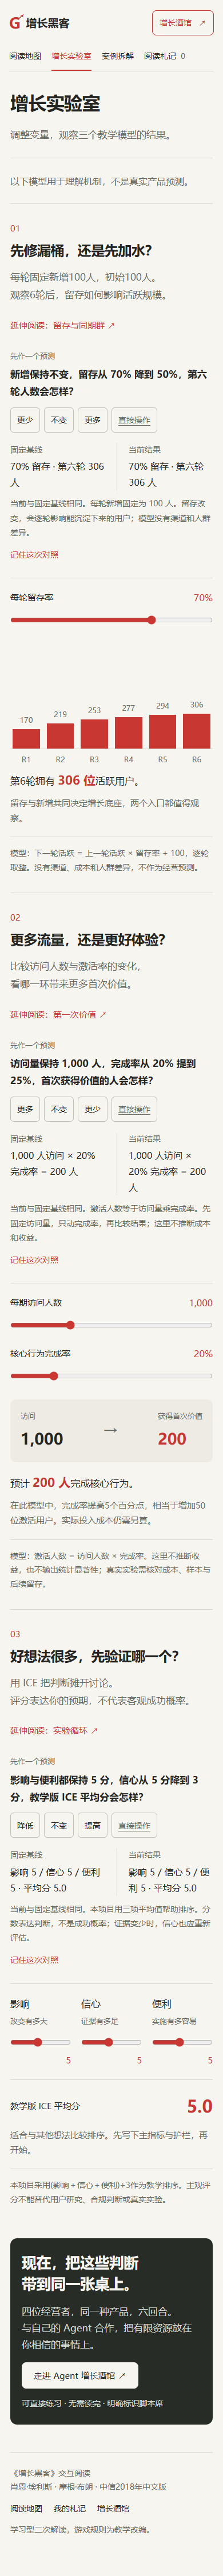 增长黑客
增长酒馆 ↗
阅读地图 增长实验室 案例拆解 阅读札记 0
增长实验室
调整变量，观察三个教学模型的结果。
以下模型用于理解机制，不是真实产品预测。
01
先修漏桶，还是先加水？
每轮固定新增100人，初始100人。
观察6轮后，留存如何影响活跃规模。
延伸阅读：留存与同期群 ↗
先作一个预测
新增保持不变，留存从 70% 降到 50%，第六
轮人数会怎样？
更少 不变 更多 直接操作
固定基线
70% 留存 · 第六轮 306
人
当前结果
70% 留存 · 第六轮
306 人
当前与固定基线相同。每轮新增固定为 100 人。留存改
变，会逐轮影响能沉淀下来的用户；模型没有渠道和人群
差异。
记住这次对照
每轮留存率 70%
170 219 253 277 294 306
R1 R2 R3 R4 R5 R6
第6轮拥有 306 位活跃用户。
留存与新增共同决定增长底座，两个入口都值得观
察。
模型：下一轮活跃 = 上一轮活跃 × 留存率 + 100，逐轮
取整。没有渠道、成本和人群差异，不作为经营预测。
02
更多流量，还是更好体验？
比较访问人数与激活率的变化，
看哪一环带来更多首次价值。
延伸阅读：第一次价值 ↗
先作一个预测
访问量保持 1,000 人，完成率从 20% 提到
25%，首次获得价值的人会怎样？
更多 不变 更少 直接操作
固定基线
1,000 人访问 × 20%
完成率 = 200 人
当前结果
1,000 人访问 ×
20% 完成率 = 200
人
当前与固定基线相同。激活人数等于访问量乘完成率。先
固定访问量，只动完成率，再比较结果；这里不推断成本
和收益。
记住这次对照
每期访问人数 1,000
核心行为完成率 20%
访问
1,000
→
获得首次价值
200
预计 200 人完成核心行为。
在此模型中，完成率提高5个百分点，相当于增加50
位激活用户。实际投入成本仍需另算。
模型：激活人数 = 访问人数 × 完成率。这里不推断收
益，也不输出统计显著性；真实实验需核对成本、样本与
后续留存。
03
好想法很多，先验证哪一个？
用 ICE 把判断摊开讨论。
评分表达你的预期，不代表客观成功概率。
延伸阅读：实验循环 ↗
先作一个预测
影响与便利都保持 5 分，信心从 5 分降到 3
分，教学版 ICE 平均分会怎样？
降低 不变 提高 直接操作
固定基线
影响 5 / 信心 5 / 便利
5 · 平均分 5.0
当前结果
影响 5 / 信心 5 / 便
利 5 · 平均分 5.0
当前与固定基线相同。本项目用三项平均值帮助排序。分
数表达判断，不是成功概率；证据变少时，信心也应重新
评估。
记住这次对照
影响 信心 便利
改变有多大 证据有多足 实施有多容易
5 5 5
教学版 ICE 平均分 5.0
适合与其他想法比较排序。先写下主指标与护栏，再
开始。
本项目采用(影响＋信心＋便利)÷3作为教学排序。主观评
分不能替代用户研究、合规判断或真实实验。
现在，把这些判断
带到同一张桌上。
四位经营者，同一种产品，六回合。
与自己的 Agent 合作，把有限资源放在
你相信的事情上。
走进 Agent 增长酒馆 ↗
可直接练习 · 无需读完 · 明确标识脚本席
《增长黑客》交互阅读
肖恩·埃利斯 · 摩根·布朗 · 中信2018年中文版
阅读地图 我的札记 增长酒馆
学习型二次解读，游戏规则为教学改编。